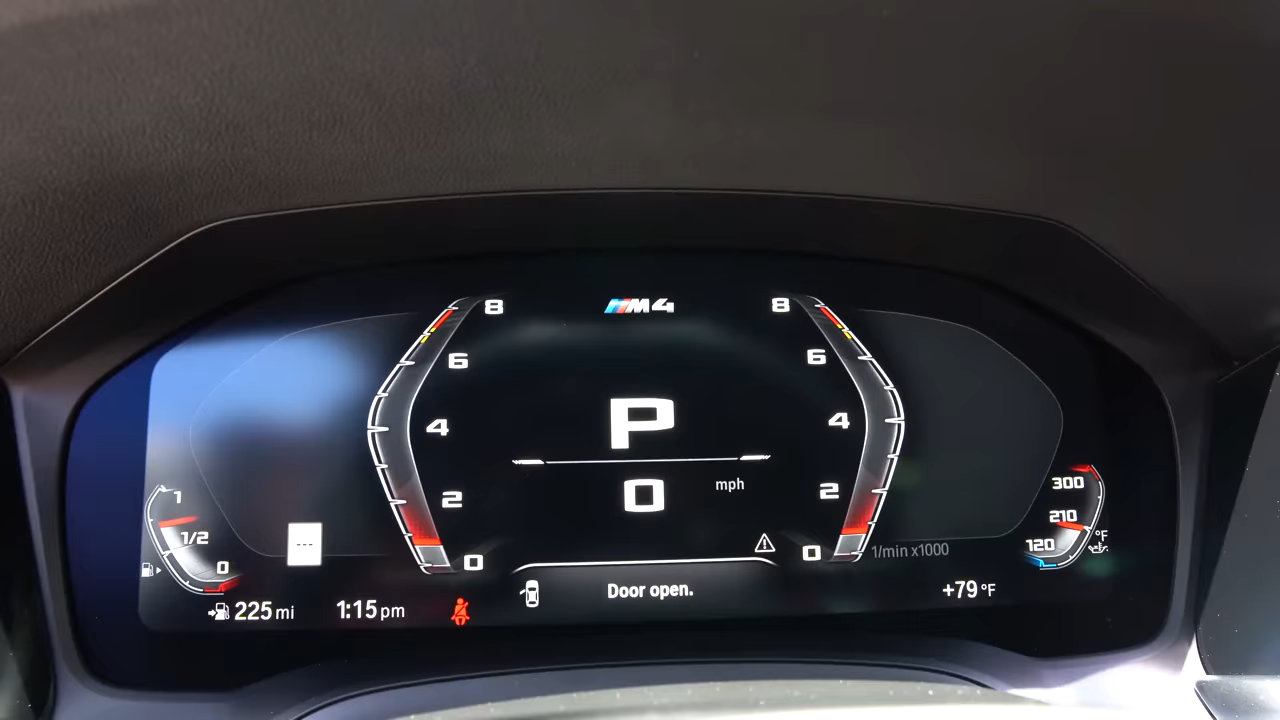 M4
8
6
4
2
0
8
6
4
2
0
P
0 mph
1/min x1000
1
1/2
0
---
300
210
120
°F
225 mi
1:15 pm
Door open.
+79 °F